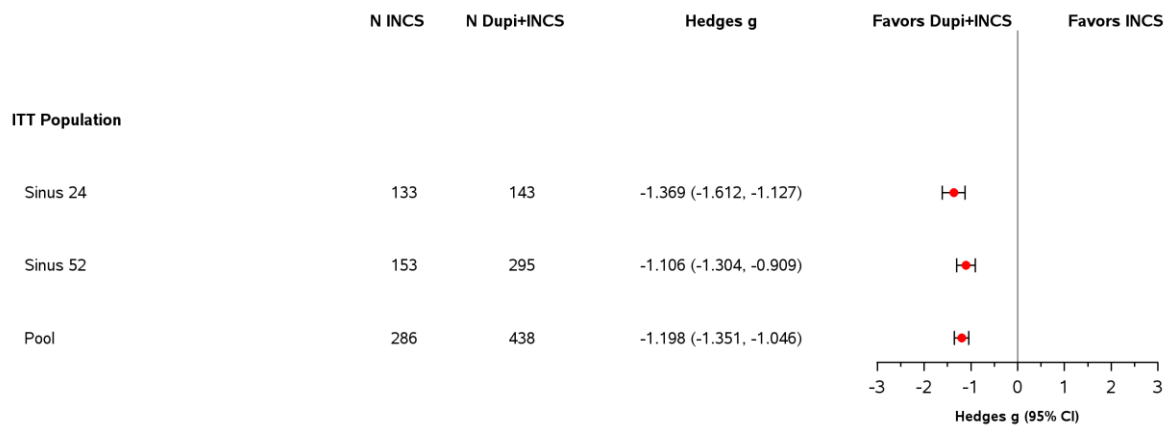 N INCS N Dupi+INCS Hedges g Favors Dupi+INCS Favors INCS
ITT Population
Sinus 24 133 143 -1.369 (-1.612, -1.127)
Sinus 52 153 295 -1.106 (-1.304, -0.909)
Pool 286 438 -1.198 (-1.351, -1.046)
-3 -2 -1 0 1 2 3
Hedges g (95% CI)